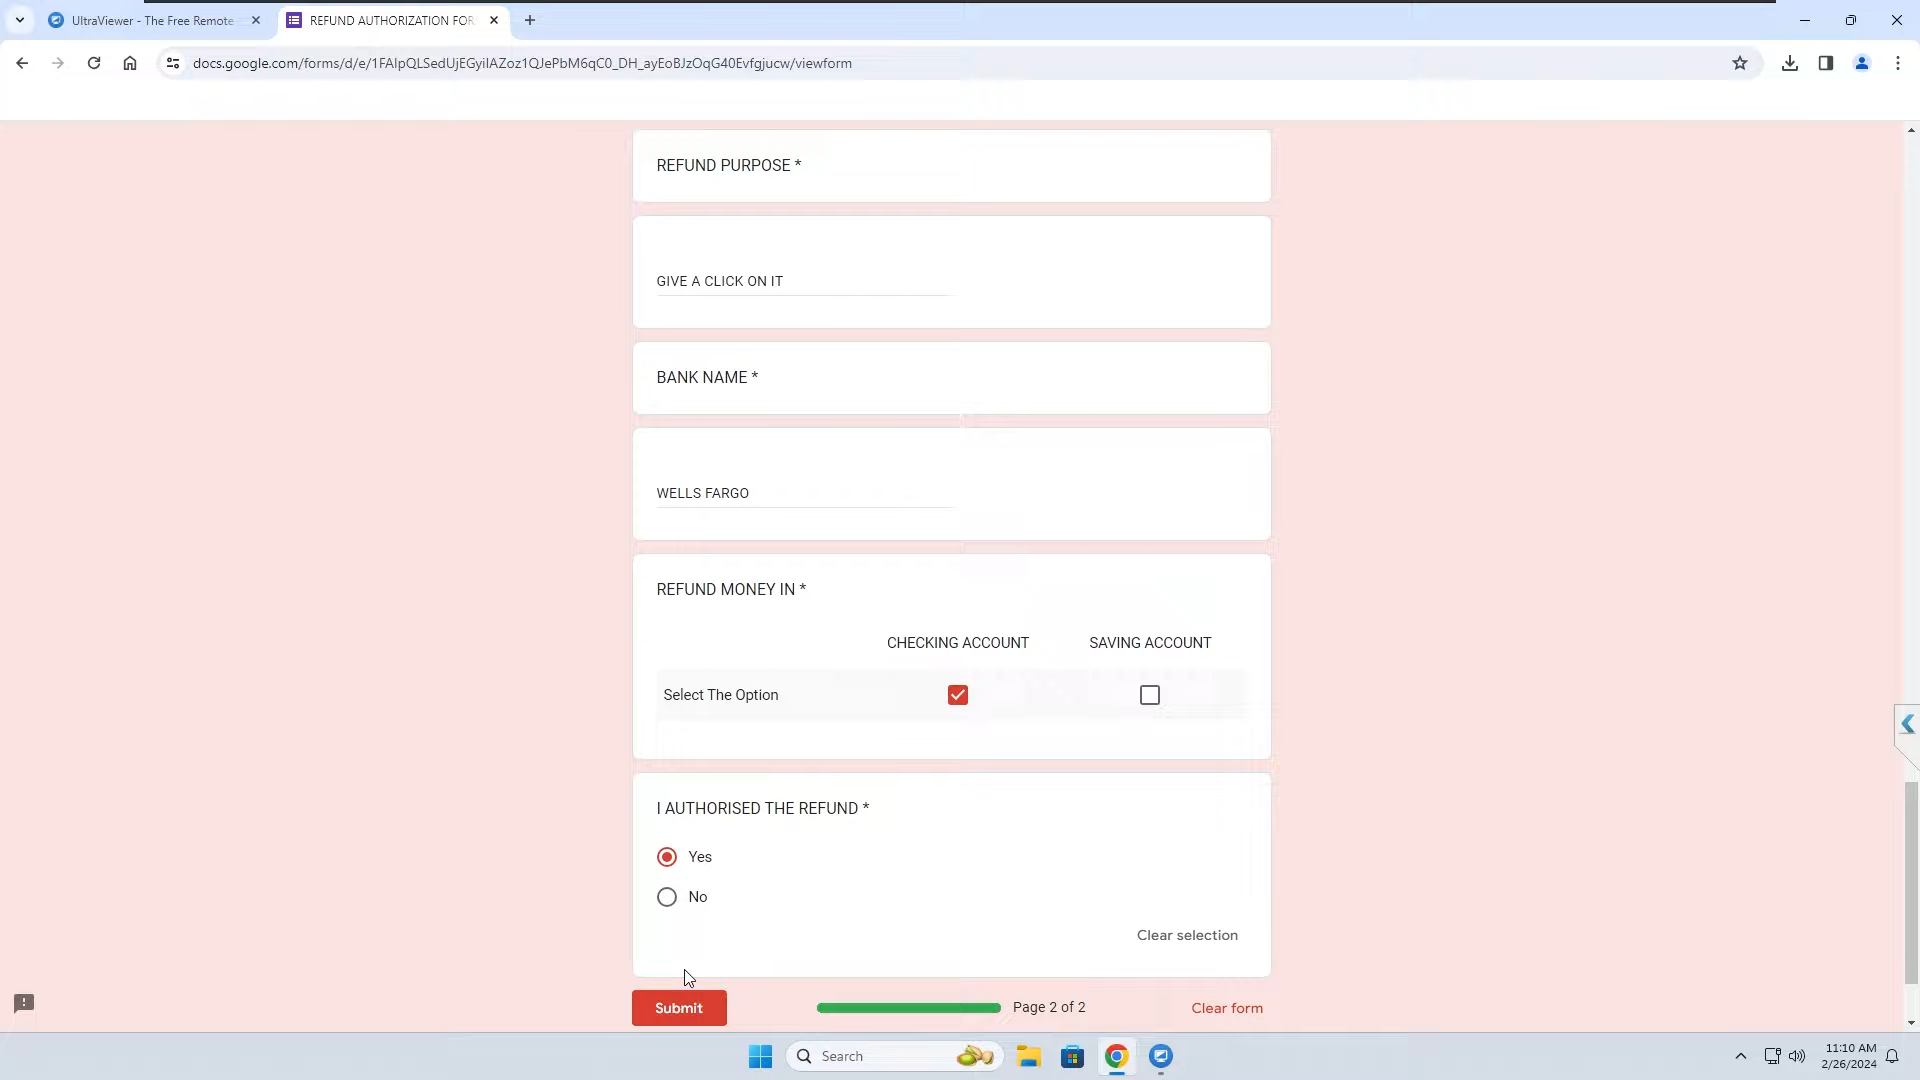 UltraViewer - The Free Remote
REFUND AUTHORIZATION FOR
docs.google.com/forms/d/e/1FAIpQLSedUjEGyiIAZoz1QJePbM6qC0_DH_ayEoBJzOqG40Evfgjucw/viewform
REFUND PURPOSE *
GIVE A CLICK ON IT
BANK NAME *
WELLS FARGO
REFUND MONEY IN *
CHECKING ACCOUNT SAVING ACCOUNT
Select The Option
I AUTHORISED THE REFUND *
Yes
No
Clear selection
Submit Page 2 of 2 Clear form
Search
11:10 AM
2/26/2024